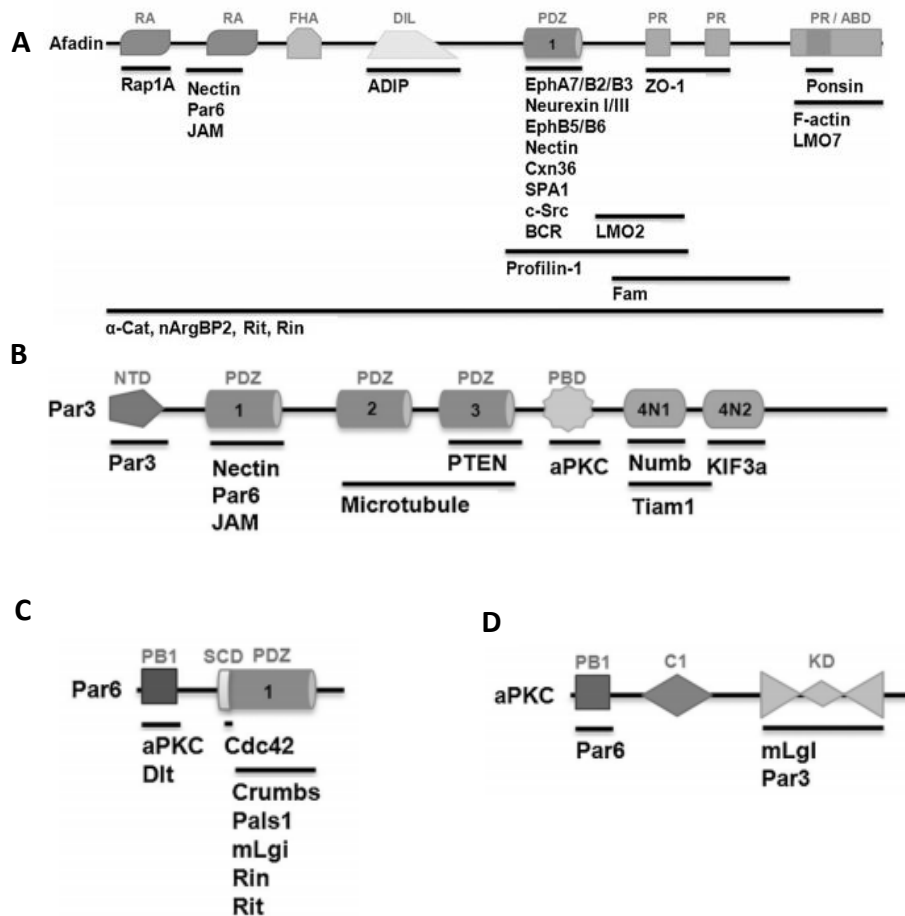 A
RA RA FHA DIL PDZ PR PR PR / ABD
Afadin 1
Rap1A Nectin ADIP EphA7/B2/B3 ZO-1 Ponsin
Par6 Neurexin I/III F-actin
JAM EphB5/B6 LMO7
Nectin
Cxn36
SPA1
c-Src
BCR LMO2
Profilin-1
Fam
α-Cat, nArgBP2, Rit, Rin
B
NTD PDZ PDZ PDZ PBD
Par3 1 2 3 4N1 4N2
Par3 Nectin PTEN aPKC Numb KIF3a
Par6 Microtubule Tiam1
JAM
C
PB1 SCD PDZ
Par6 1
aPKC Cdc42
Dlt Crumbs
Pals1
mLgi
Rin
Rit
D
PB1 C1 KD
aPKC
Par6 mLgl
Par3